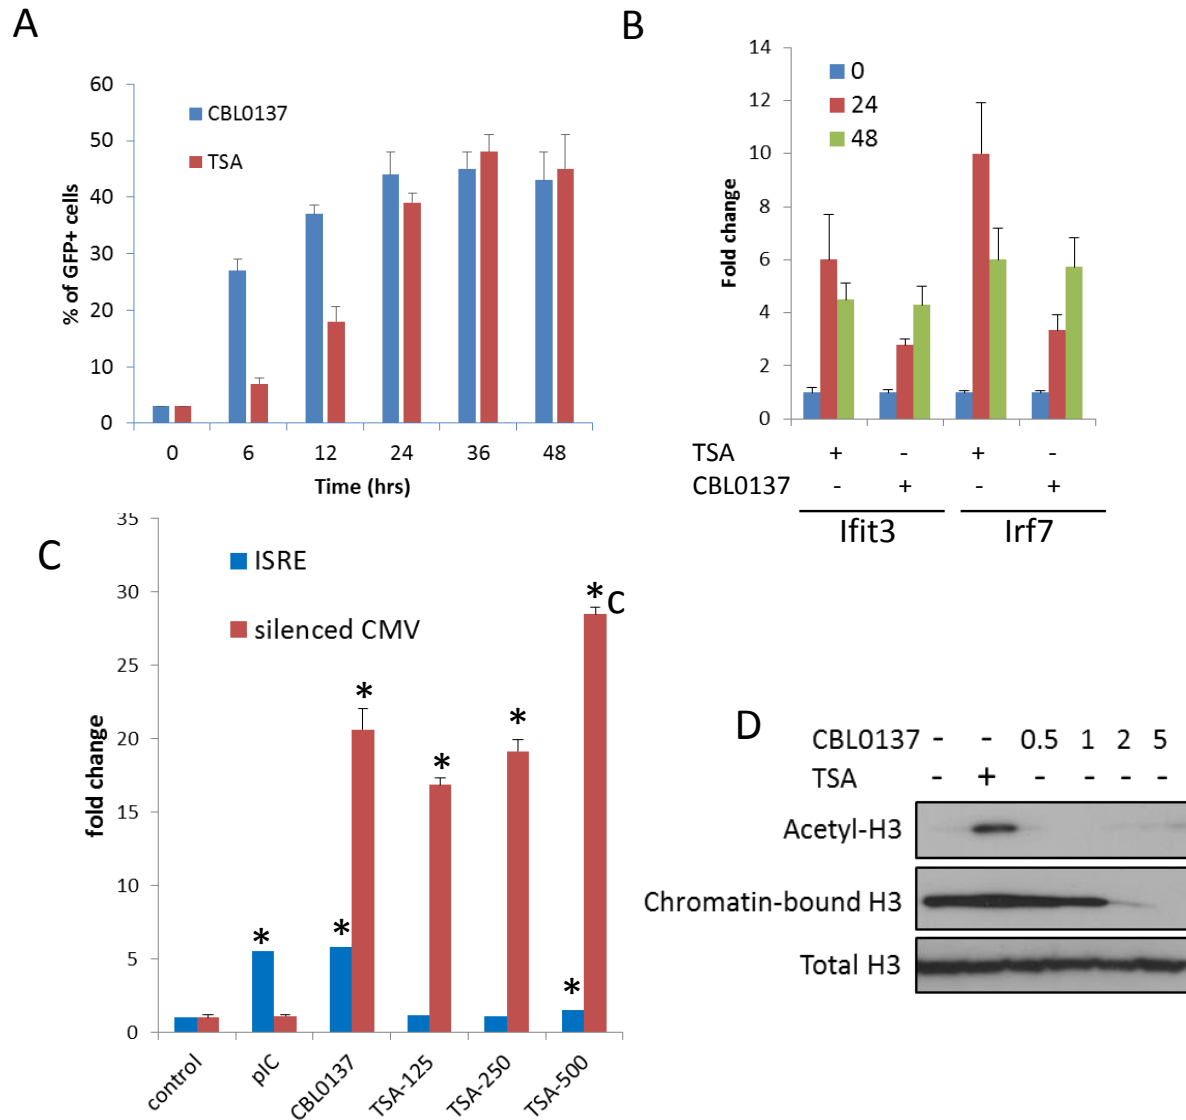 A
60
50
40
30
20
10
0
CBL0137
TSA
% of GFP+ cells
0 6 12 24 36 48
Time (hrs)
B
14
12
10
8
6
4
2
0
0
24
48
Fold change
TSA + - + -
CBL0137 - + - +
Ifit3 Irf7
C
35
30
25
20
15
10
5
0
ISRE
silenced CMV
fold change
* C
*
*
*
* *
*
control pIC CBL0137 TSA-125 TSA-250 TSA-500
D
CBL0137 - - 0.5 1 2 5
TSA - + - - - -
Acetyl-H3
Chromatin-bound H3
Total H3